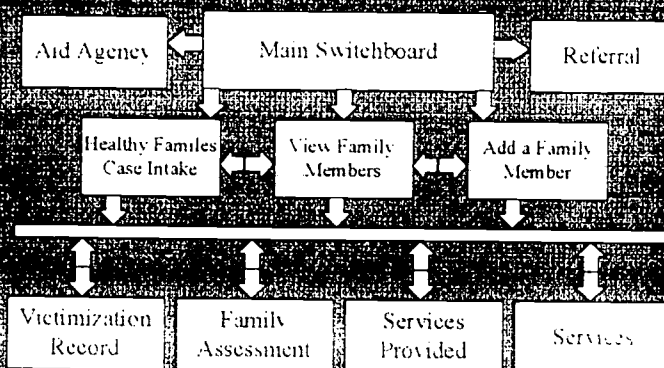 Aid Agency
Main Switchboard
Referral
Healthy Familes
Case Intake
View Family
Members
Add a Family
Member
Victimization
Record
Family
Assessment
Services
Provided
Services